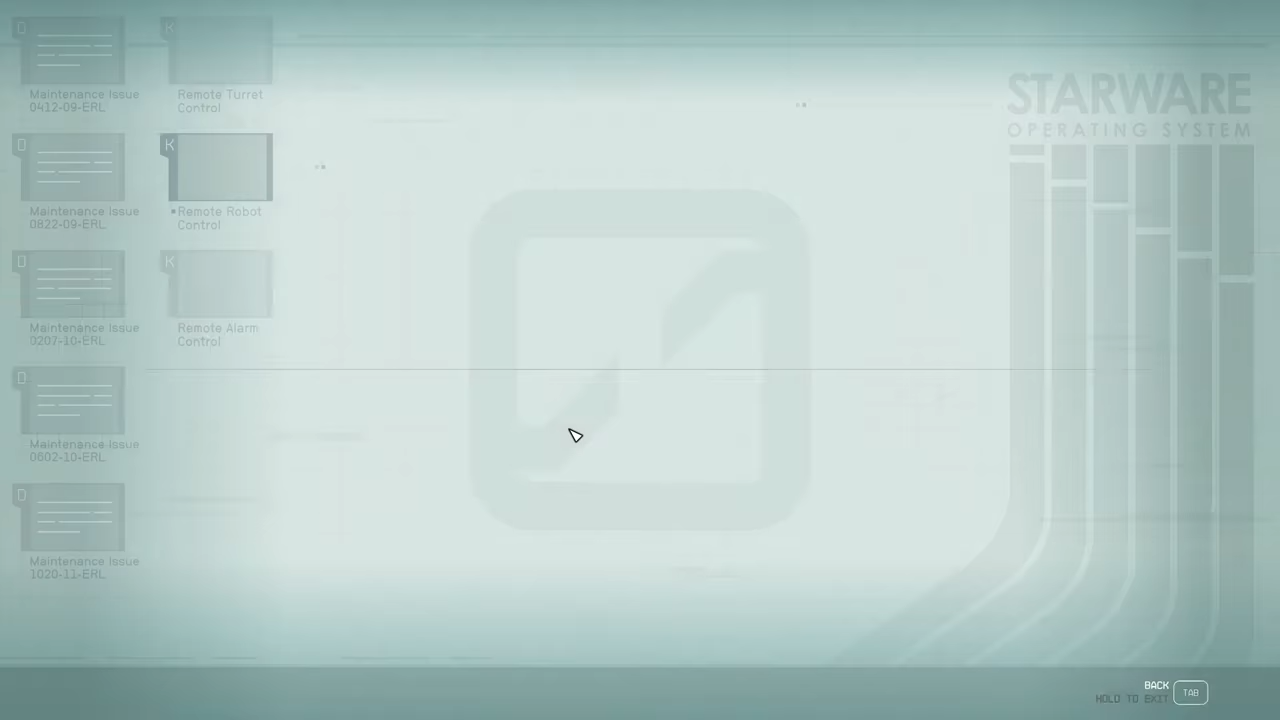 D
Maintenance Issue
0412-09-ERL
D
Maintenance Issue
0822-09-ERL
D
Maintenance Issue
0207-10-ERL
D
Maintenance Issue
0602-10-ERL
D
Maintenance Issue
1020-11-ERL
K
Remote Turret
Control
K
Remote Robot
Control
K
Remote Alarm
Control
STARWARE
OPERATING SYSTEM
BACK
HOLD TO EXIT
TAB